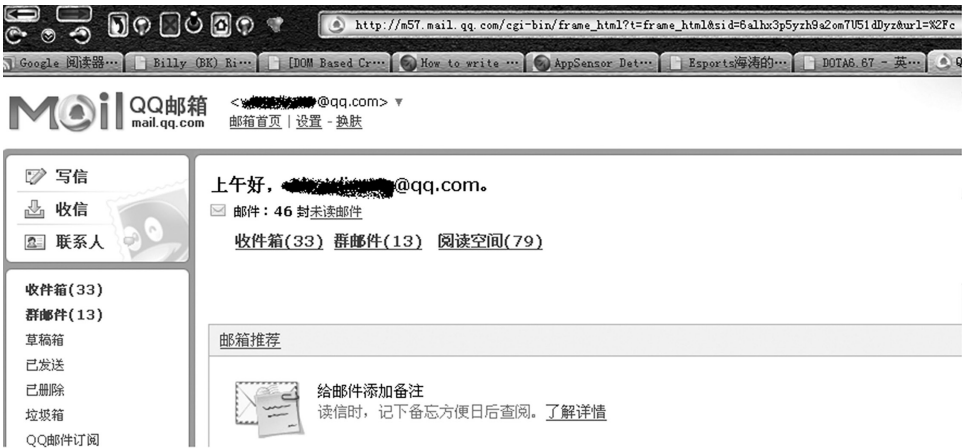 http://m57.mail.qq.com/cgi-bin/frame_html?t=frame_html&sid=6alhx3p5yzh9a2om7U51dDyz&url=%2Fc
Google 阅读器… Billy (BK) Ri… [DOM Based Cr… How to write … AppSensor Det… Esports海涛的… DOTA6.67 - 英…
Mail QQ邮箱 < @qq.com> ▼
mail.qq.com 邮箱首页 | 设置 - 换肤
写信
收信
联系人
上午好， @qq.com。
邮件：46 封未读邮件
收件箱(33) 群邮件(13) 阅读空间(79)
收件箱(33)
群邮件(13)
草稿箱
已发送
已删除
垃圾箱
QQ邮件订阅
邮箱推荐
给邮件添加备注
读信时，记下备忘方便日后查阅。了解详情